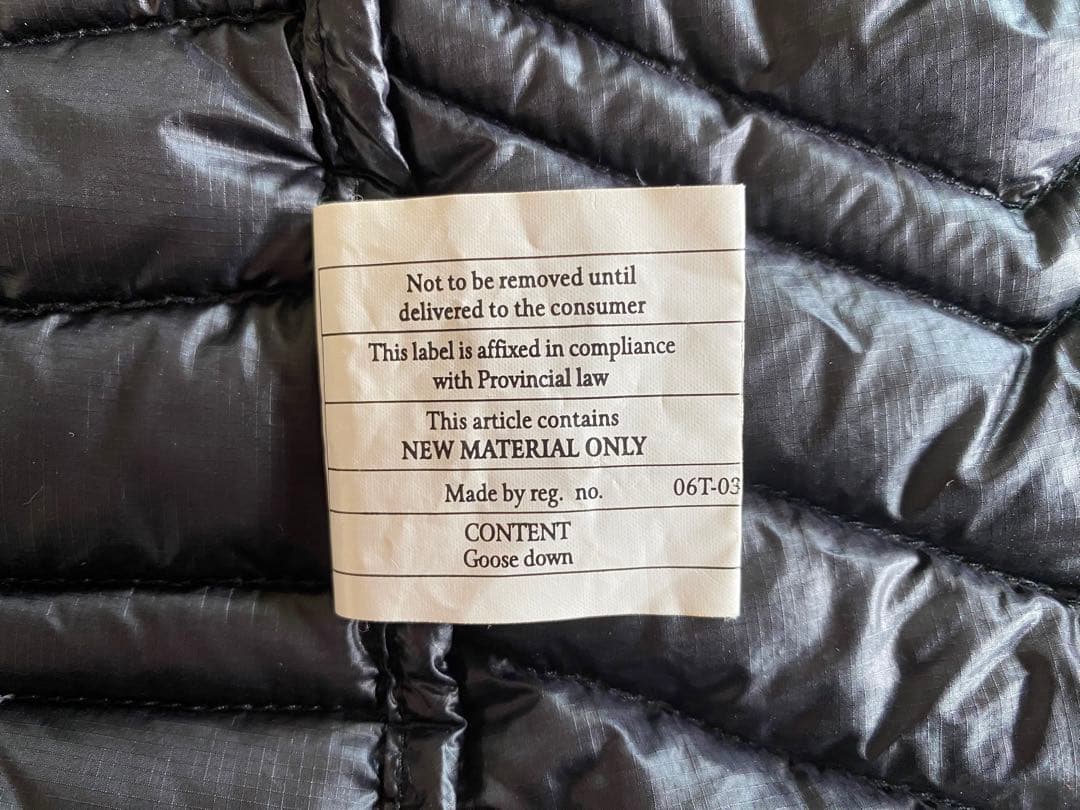 Not to be removed until
delivered to the consumer
This label is affixed in compliance
with Provincial law
This article contains
NEW MATERIAL ONLY
Made by reg. no. 06T-03
CONTENT
Goose down